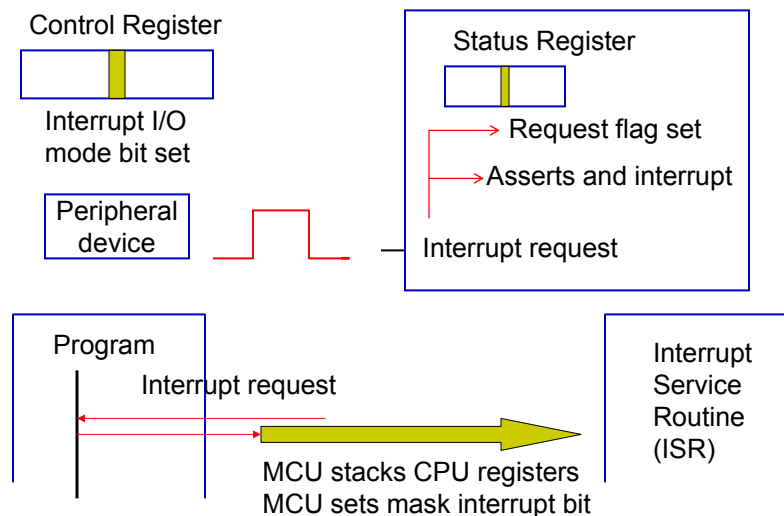 Control Register
Interrupt I/O
mode bit set
Status Register
Request flag set
Asserts and interrupt
Peripheral
device
Interrupt request
Program
Interrupt request
MCU stacks CPU registers
MCU sets mask interrupt bit
Interrupt
Service
Routine
(ISR)